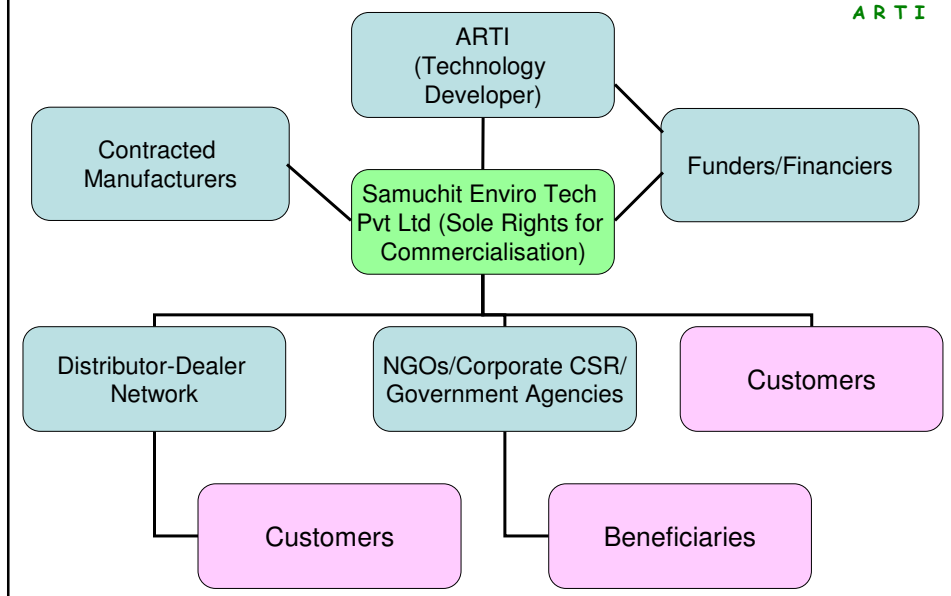 A R T I
ARTI
(Technology
Developer)
Contracted
Manufacturers
Funders/Financiers
Samuchit Enviro Tech
Pvt Ltd (Sole Rights for
Commercialisation)
Distributor-Dealer
Network
NGOs/Corporate CSR/
Government Agencies
Customers
Customers
Beneficiaries